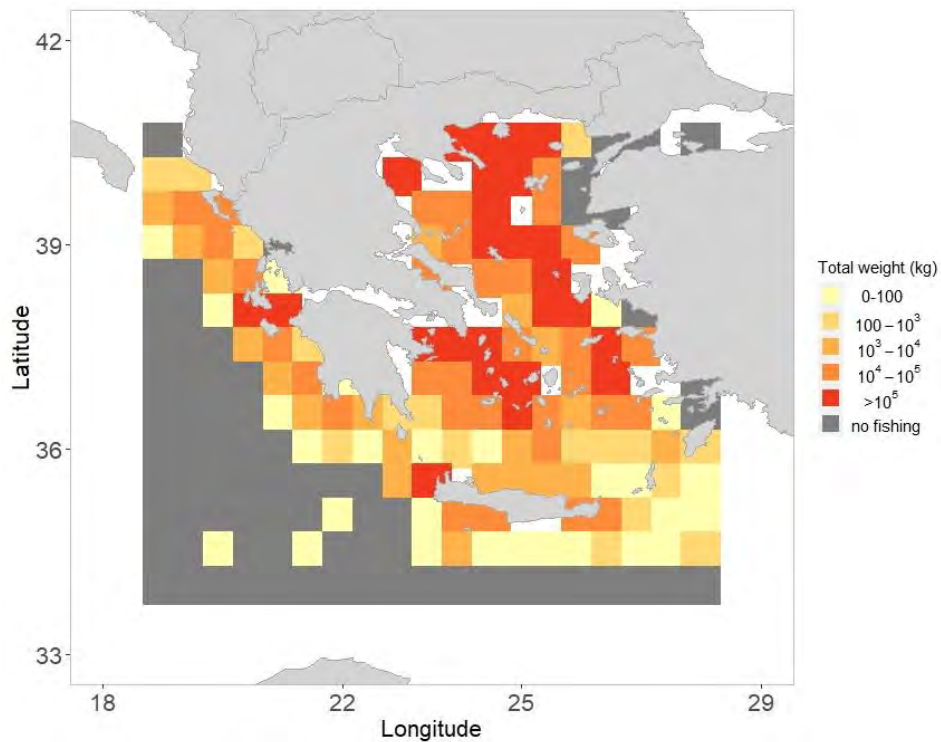 42
39
36
33
Latitude
18
22
25
29
Longitude
Total weight (kg)
0-100
100 – 10³
10³ – 10⁴
10⁴ – 10⁵
>10⁵
no fishing